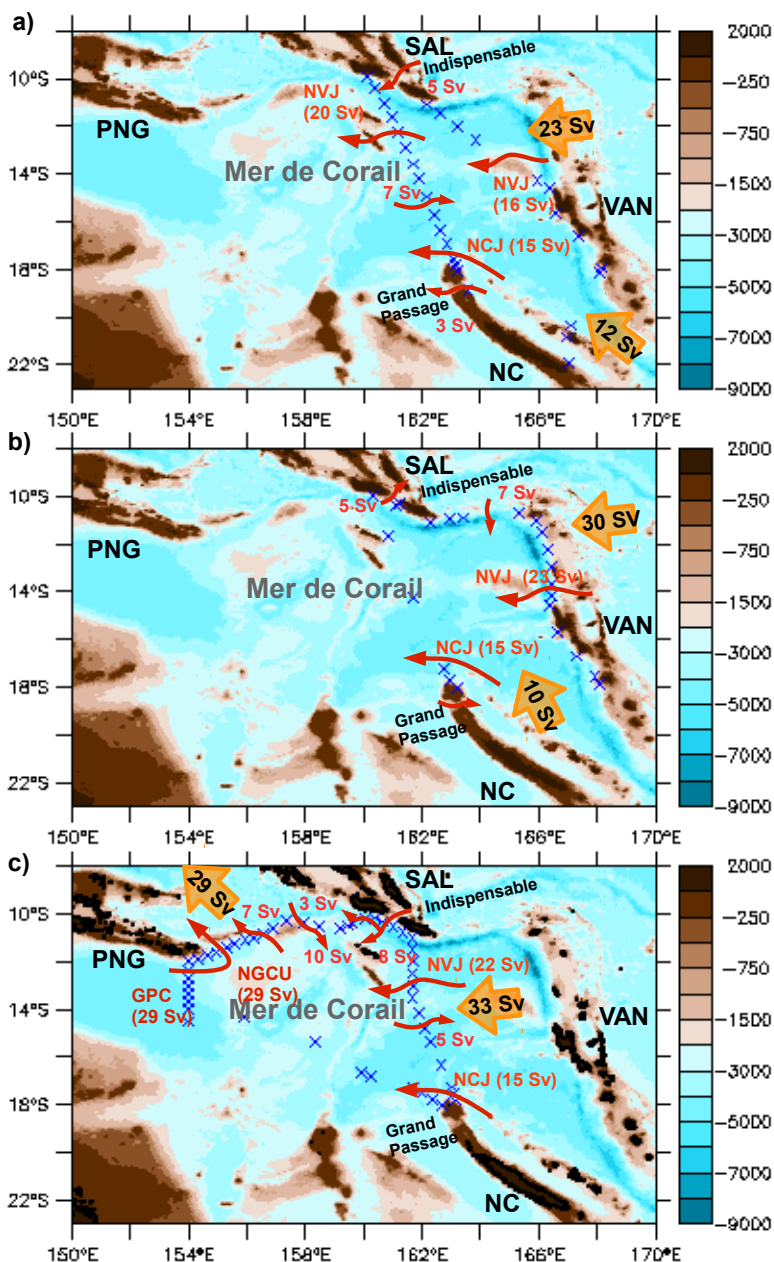 a)
SAL
Indispensable
5 Sv
10°S
NVJ
(20 Sv)
PNG
23 Sv
14°S
Mer de Corail
NVJ
(16 Sv)
7 Sv
VAN
NCJ (15 Sv)
18°S
Grand
Passage
3 Sv
12 Sv
22°S
NC
150°E 154°E 158°E 162°E 166°E 170°E
2000
-250
-750
-1500
-3000
-5000
-7000
-9000
b)
SAL
Indispensable
5 Sv
7 Sv
10°S
30 SV
PNG
14°S
Mer de Corail
NVJ (23 Sv)
VAN
NCJ (15 Sv)
18°S
10 Sv
Grand
Passage
22°S
NC
150°E 154°E 158°E 162°E 166°E 170°E
2000
-250
-750
-1500
-3000
-5000
-7000
-9000
c)
29 Sv
SAL
7 Sv
3 Sv
Indispensable
10°S
PNG
10 Sv
8 Sv
NGCU
(29 Sv)
NVJ (22 Sv)
GPC
(29 Sv)
14°S
Mer de Corail
33 Sv
VAN
5 Sv
NCJ (15 Sv)
18°S
Grand
Passage
22°S
NC
150°E 154°E 158°E 162°E 166°E 170°E
2000
-250
-750
-1500
-3000
-5000
-7000
-9000